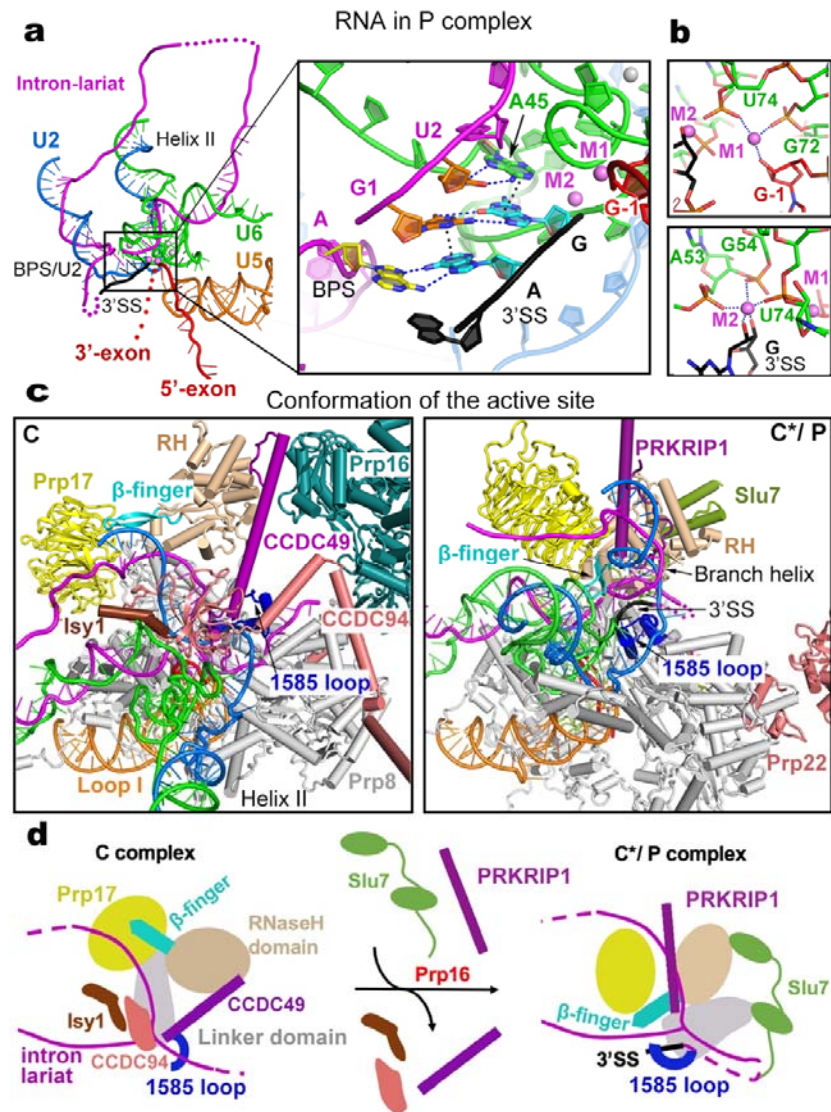 RNA in P complex
a
Intron-lariat
U2
Helix II
U6
U5
BPS/U2
3'SS
3'-exon
5'-exon
A45
U2
M1
G1
M2
G-1
A
G
BPS
A
3'SS
b
U74
M2
M1
G72
G-1
G54
A53
M1
M2
U74
G
3'SS
c
Conformation of the active site
C
RH
Prp17
β-finger
Prp16
CCDC49
Isy1
CCDC94
1585 loop
Loop I
Prp8
Helix II
PRKRIP1
C*/ P
Slu7
β-finger
RH
Branch helix
3'SS
1585 loop
Prp22
d
C complex
Prp17
β-finger
RNaseH
domain
CCDC49
Isy1
Linker domain
CCDC94
intron
lariat
1585 loop
Slu7
PRKRIP1
Prp16
C*/ P complex
PRKRIP1
Slu7
β-finger
3'SS
1585 loop